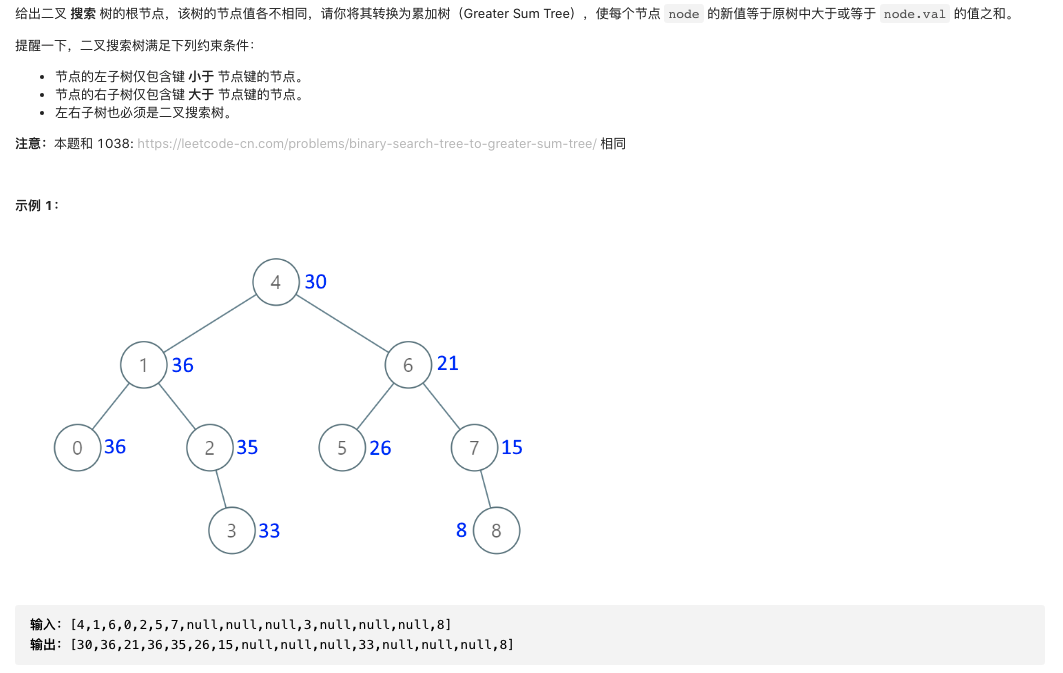 给出二叉 搜索 树的根节点，该树的节点值各不相同，请你将其转换为累加树（Greater Sum Tree），使每个节点 node 的新值等于原树中大于或等于 node.val 的值之和。
提醒一下，二叉搜索树满足下列约束条件：
• 节点的左子树仅包含键 小于 节点键的节点。
• 节点的右子树仅包含键 大于 节点键的节点。
• 左右子树也必须是二叉搜索树。
注意：本题和 1038: https://leetcode-cn.com/problems/binary-search-tree-to-greater-sum-tree/ 相同
示例 1：
4 30
1 36 6 21
0 36 2 35 5 26 7 15
3 33 8 8
输入：[4,1,6,0,2,5,7,null,null,null,3,null,null,null,8]
输出：[30,36,21,36,35,26,15,null,null,null,33,null,null,null,8]